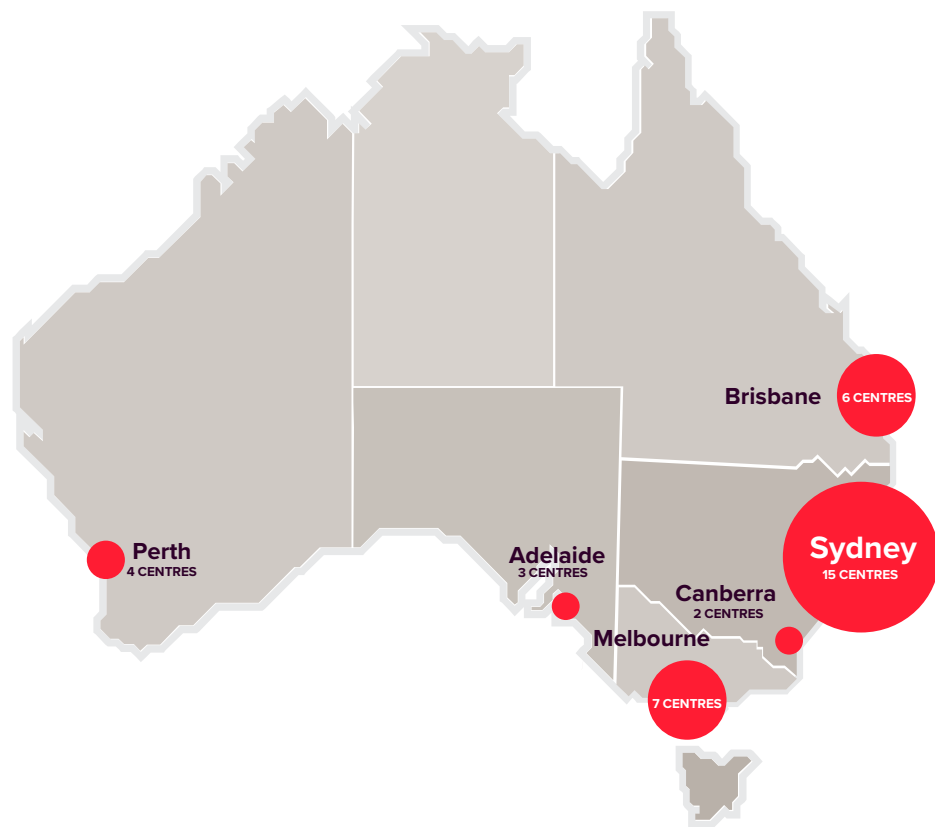 Brisbane
6 CENTRES
Sydney
15 CENTRES
Perth
4 CENTRES
Adelaide
3 CENTRES
Canberra
2 CENTRES
Melbourne
7 CENTRES